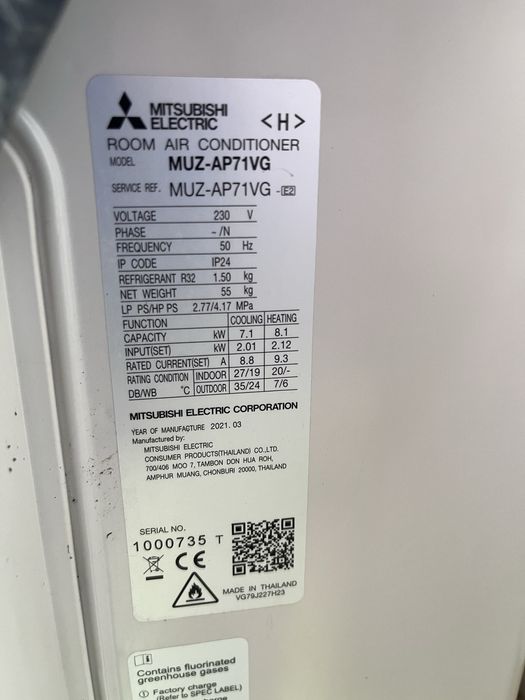 MITSUBISHI
ELECTRIC <H>
ROOM AIR CONDITIONER
MODEL MUZ-AP71VG
SERVICE REF. MUZ-AP71VG -E2
VOLTAGE 230 V
PHASE ~/N
FREQUENCY 50 Hz
IP CODE IP24
REFRIGERANT R32 1.50 kg
NET WEIGHT 55 kg
LP PS/HP PS 2.77/4.17 MPa
FUNCTION COOLING HEATING
CAPACITY kW 7.1 8.1
INPUT(SET) kW 2.01 2.12
RATED CURRENT(SET) A 8.8 9.3
RATING CONDITION INDOOR 27/19 20/-
DB/WB °C OUTDOOR 35/24 7/6
MITSUBISHI ELECTRIC CORPORATION
YEAR OF MANUFACTURE 2021.03
Manufactured by:
MITSUBISHI ELECTRIC
CONSUMER PRODUCTS(THAILAND) CO.,LTD.
700/406 MOO 7, TAMBON DON HUA ROH,
AMPHUR MUANG, CHONBURI 20000, THAILAND
SERIAL NO.
1000735 T
CE
MADE IN THAILAND
VG79J227H23
Contains fluorinated
greenhouse gases
① Factory charge
(Refer to SPEC LABEL)